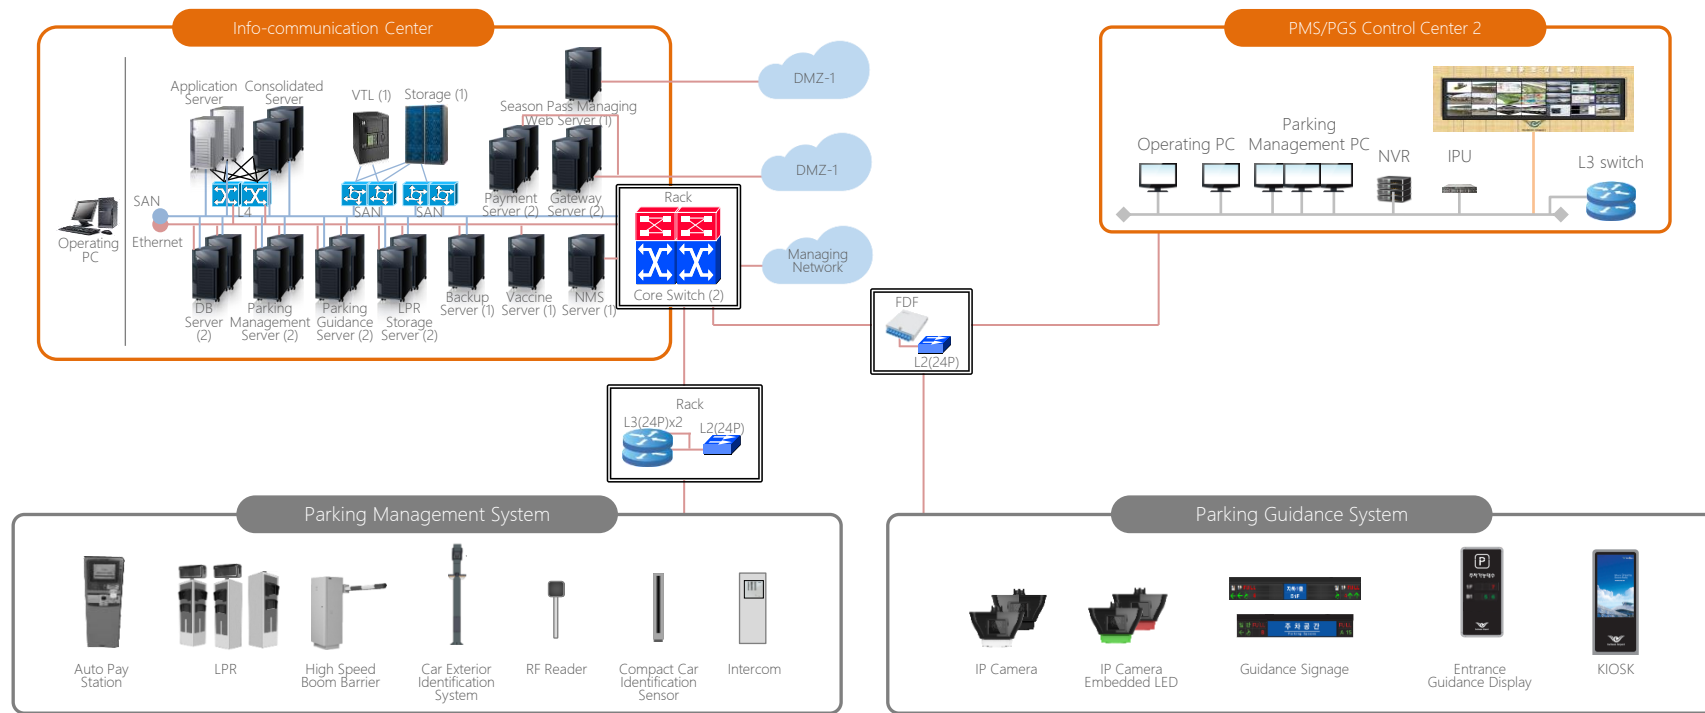 Info-communication Center
PMS/PGS Control Center 2
Application
Server
Consolidated
Server
VTL (1)
Storage (1)
Season Pass Managing
Web Server (1)
DMZ-1
DMZ-1
Managing
Network
Payment
Server (2)
Gateway
Server (2)
SAN
Ethernet
L4
SAN
SAN
Operating
PC
DB
Server
(2)
Parking
Management
Server (2)
Parking
Guidance
Server (2)
LPR
Storage
Server (2)
Backup
Server (1)
Vaccine
Server (1)
NMS
Server (1)
Rack
Core Switch (2)
Operating PC
Parking
Management PC
NVR
IPU
L3 switch
FDF
L2(24P)
Rack
L3(24P)x2
L2(24P)
Parking Management System
Auto Pay
Station
LPR
High Speed
Boom Barrier
Car Exterior
Identification
System
RF Reader
Compact Car
Identification
Sensor
Intercom
Parking Guidance System
주차공간
P
IP Camera
IP Camera
Embedded LED
Guidance Signage
Entrance
Guidance Display
KIOSK